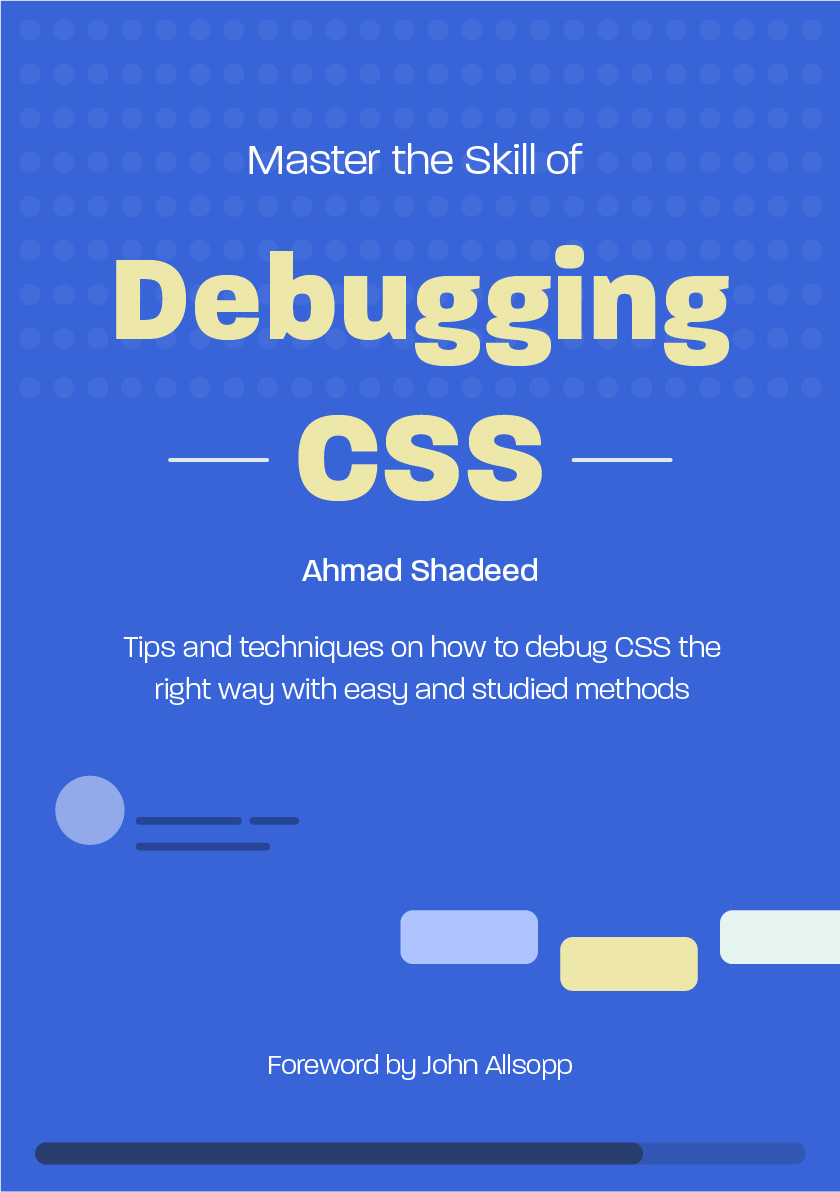 Master the Skill of
Debugging
CSS
Ahmad Shadeed
Tips and techniques on how to debug CSS the
right way with easy and studied methods
Foreword by John Allsopp